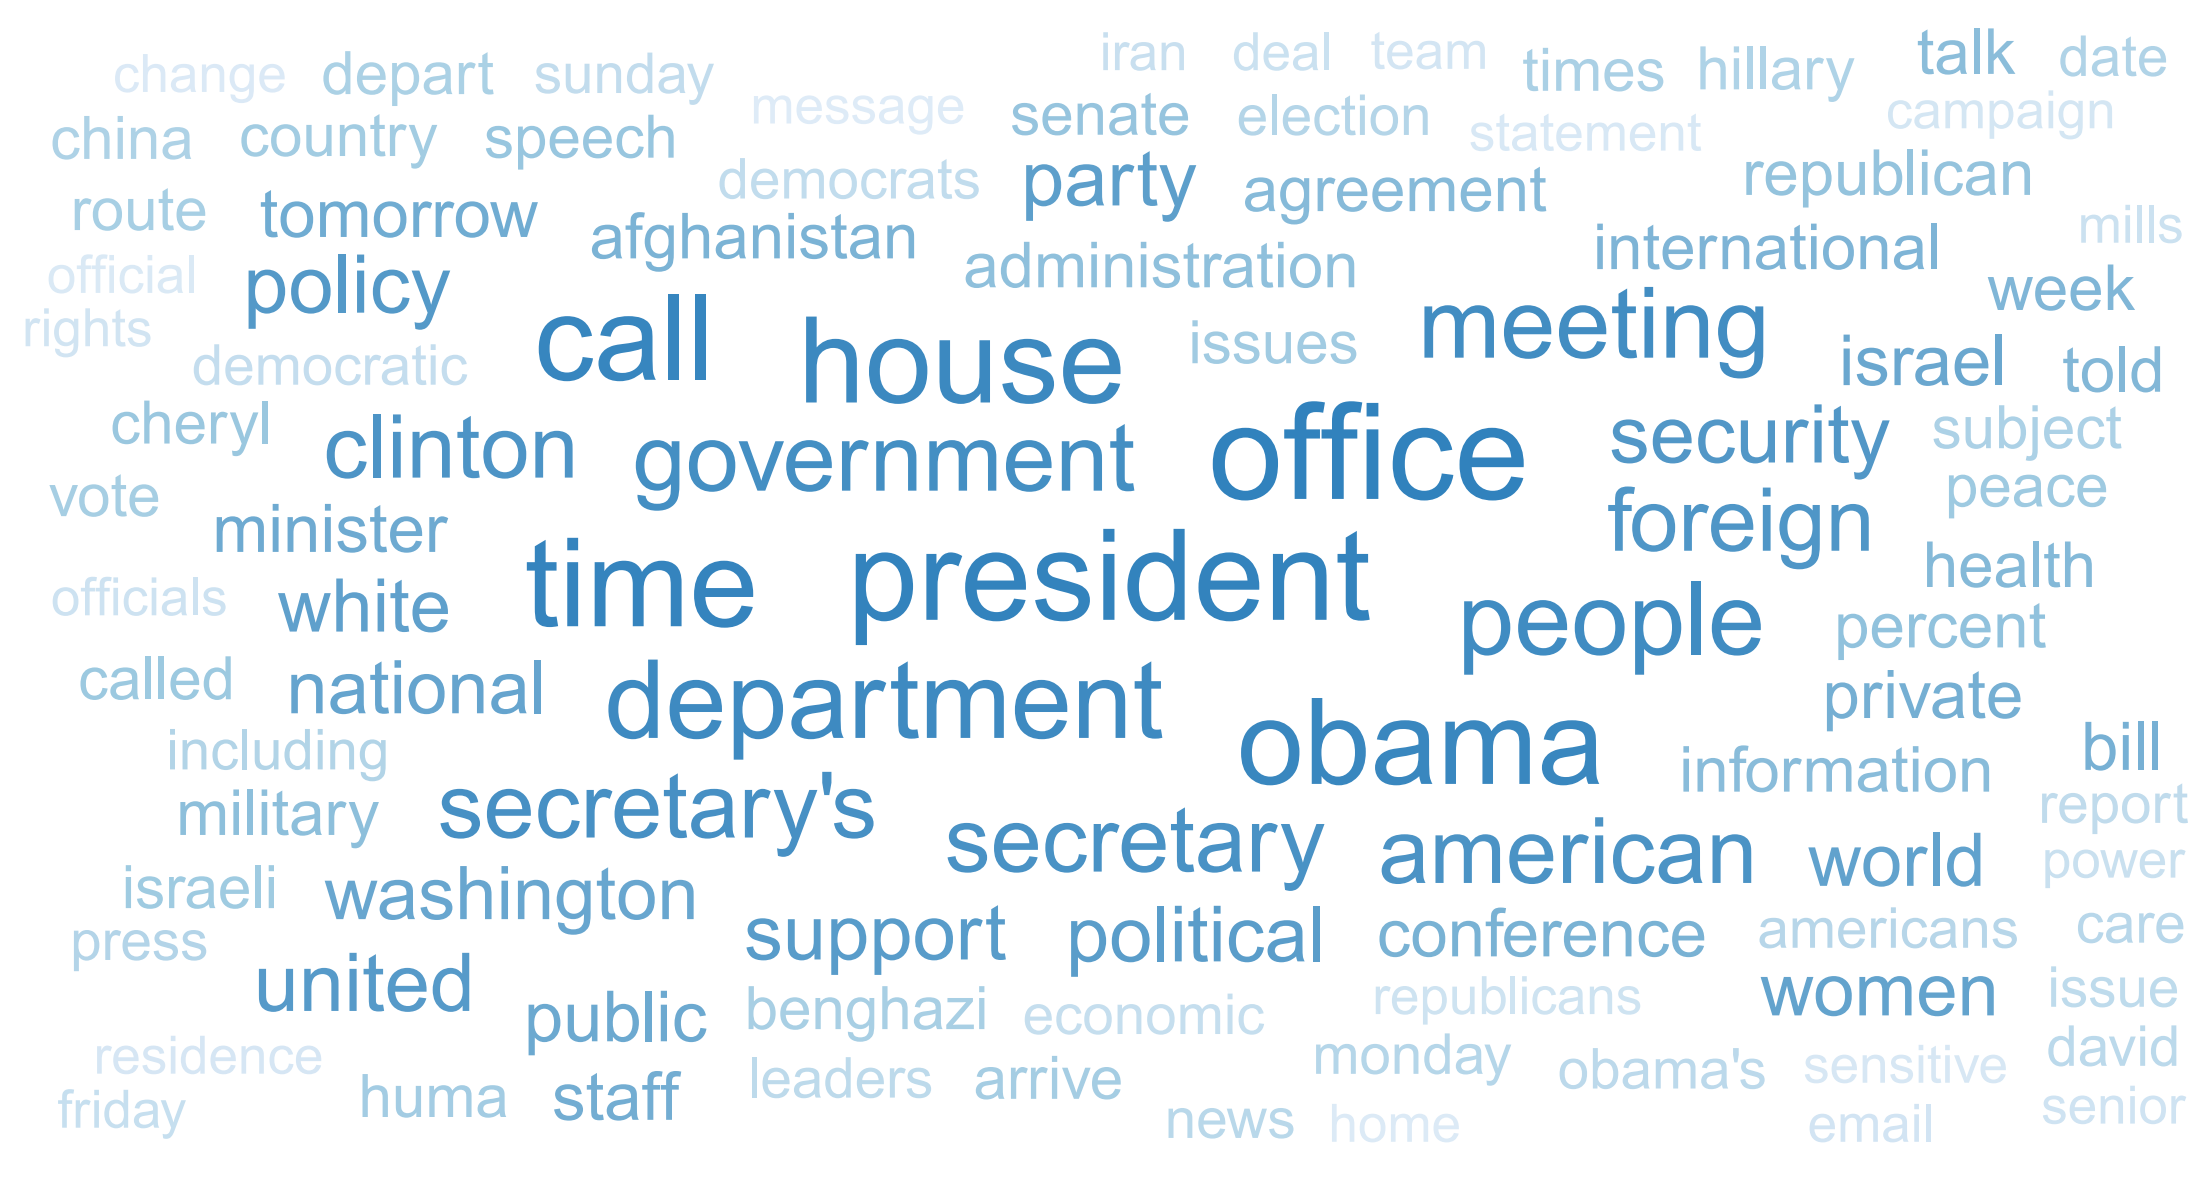 change depart sunday message iran deal team times hillary talk date
china country speech senate election statement campaign
route tomorrow democrats party agreement republican mills
official policy afghanistan administration international week
rights democratic call house issues meeting israel told
cheryl clinton government office security subject
vote minister foreign peace
officials white time president people health percent
called national department obama private
including information bill
military secretary's secretary american world report
israeli washington power
press support political conference americans care
united public benghazi economic republicans women issue
residence leaders arrive monday obama's sensitive david
friday huma staff news home email senior